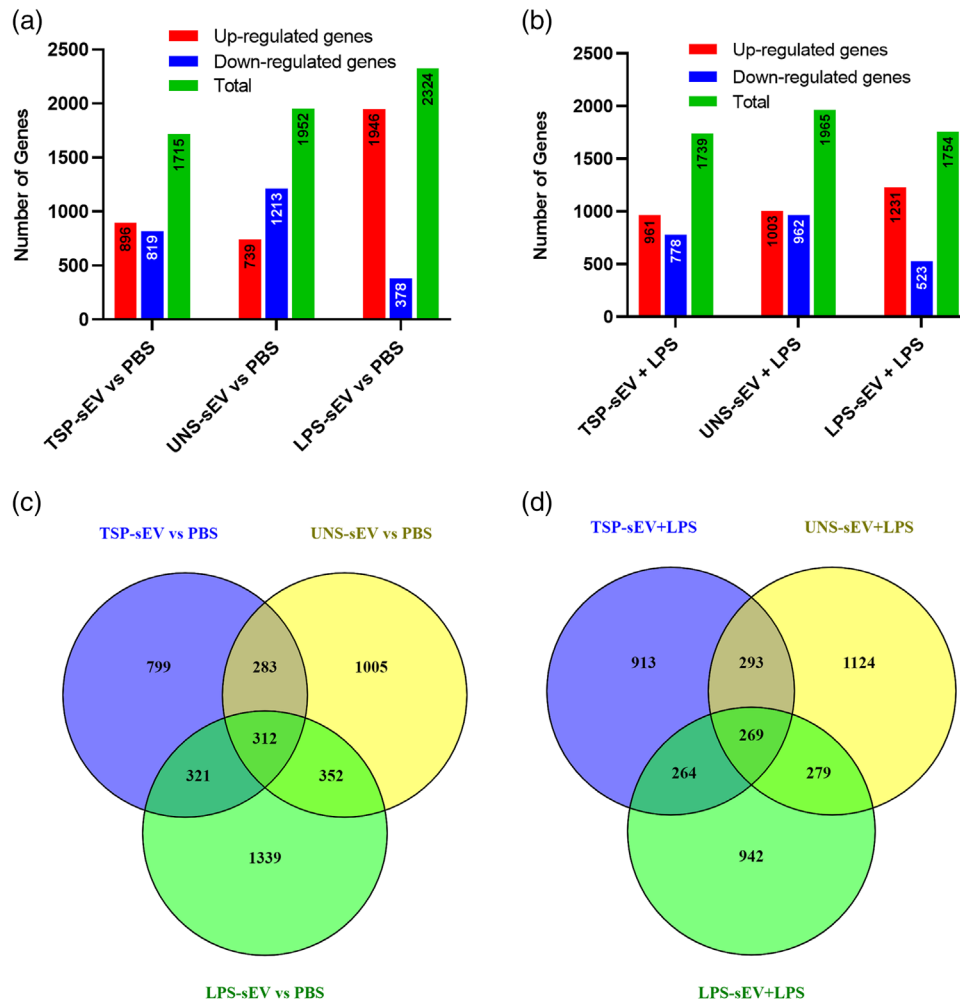 (a)
Up-regulated genes
Down-regulated genes
Total
Number of Genes
2500
2000
1500
1000
500
0
896
819
1715
739
1213
1952
1946
378
2324
TSP-sEV vs PBS
UNS-sEV vs PBS
LPS-sEV vs PBS
(b)
Up-regulated genes
Down-regulated genes
Total
Number of Genes
2500
2000
1500
1000
500
0
961
778
1739
1003
962
1965
1231
523
1754
TSP-sEV + LPS
UNS-sEV + LPS
LPS-sEV + LPS
(c)
TSP-sEV vs PBS
UNS-sEV vs PBS
799
283
1005
312
321
352
1339
LPS-sEV vs PBS
(d)
TSP-sEV+LPS
UNS-sEV+LPS
913
293
1124
269
264
279
942
LPS-sEV+LPS